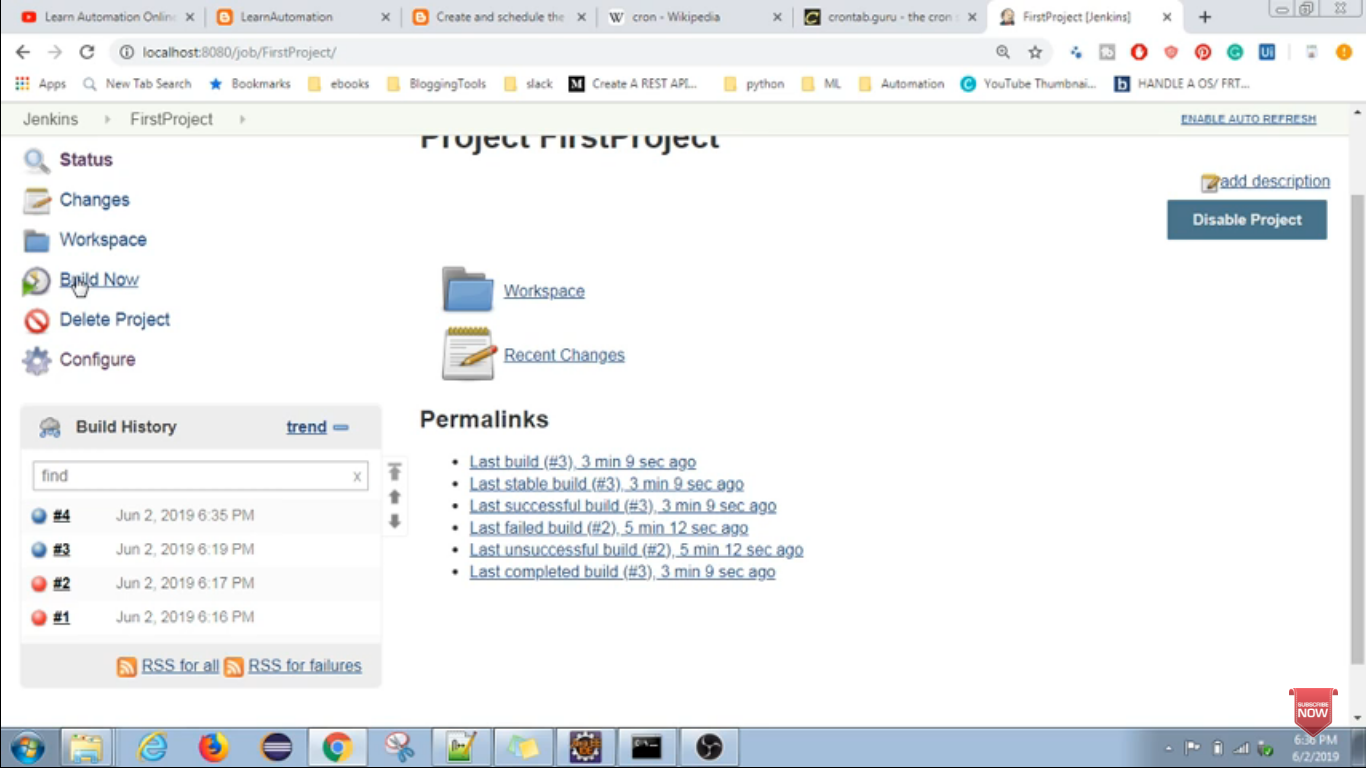 Learn Automation Online
LearnAutomation
Create and schedule the
W cron - Wikipedia
crontab.guru - the cron s
FirstProject [Jenkins]
localhost:8080/job/FirstProject/
Apps
New Tab Search
Bookmarks
ebooks
BloggingTools
slack
M Create A REST API...
python
ML
Automation
YouTube Thumbnai...
b HANDLE A OS/ FRT...
Jenkins
FirstProject
ENABLE AUTO REFRESH
Project FirstProject
Status
Changes
Workspace
Build Now
Delete Project
Configure
add description
Disable Project
Workspace
Recent Changes
Build History
trend
find x
#4 Jun 2, 2019 6:35 PM
#3 Jun 2, 2019 6:19 PM
#2 Jun 2, 2019 6:17 PM
#1 Jun 2, 2019 6:16 PM
RSS for all
RSS for failures
Permalinks
Last build (#3), 3 min 9 sec ago
Last stable build (#3), 3 min 9 sec ago
Last successful build (#3), 3 min 9 sec ago
Last failed build (#2), 5 min 12 sec ago
Last unsuccessful build (#2), 5 min 12 sec ago
Last completed build (#3), 3 min 9 sec ago
SUBSCRIBE
NOW
6:36 PM
6/2/2019